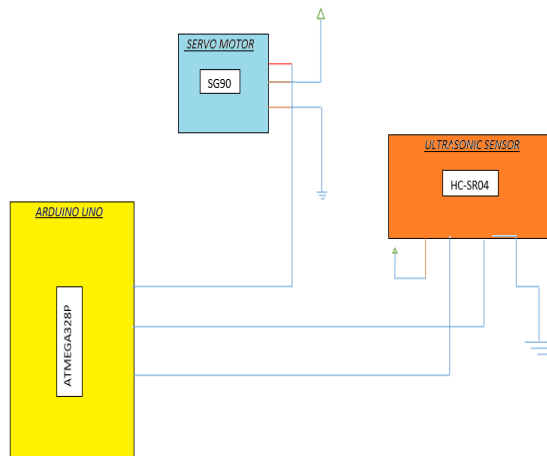 SERVO MOTOR
SG90
ULTRASONIC SENSOR
HC-SR04
ARDUINO UNO
ATMEGA328P